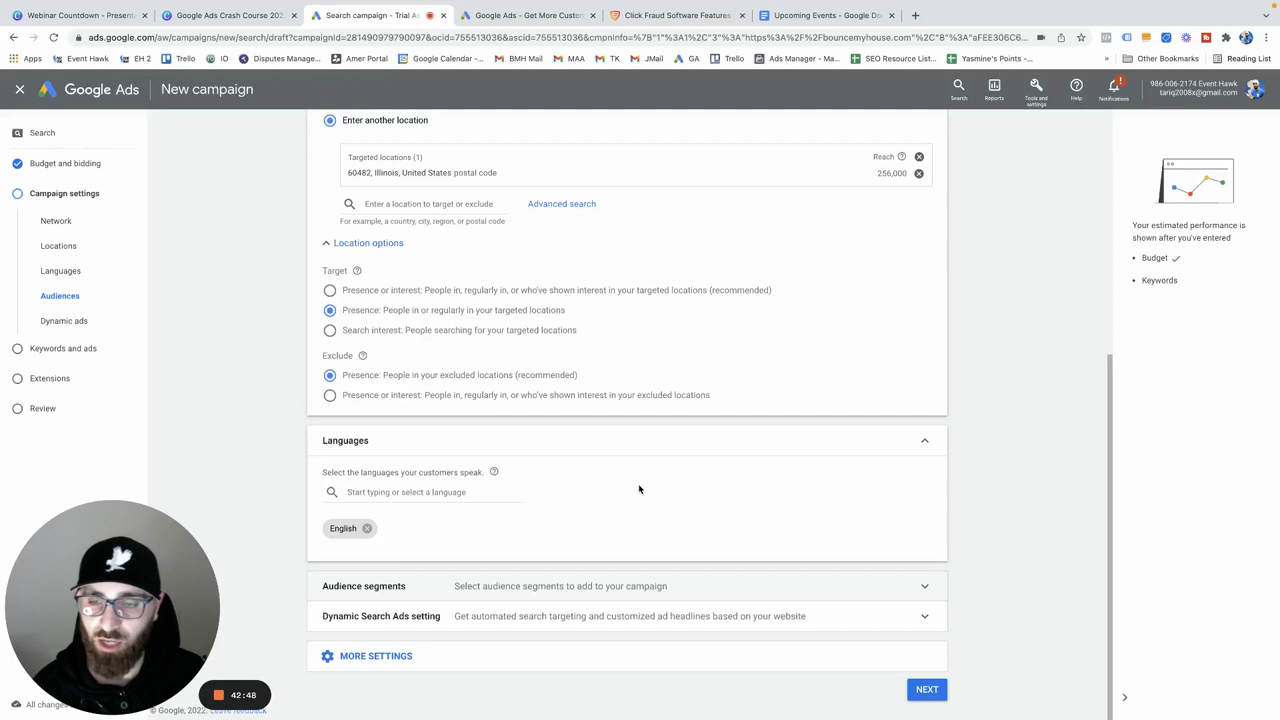 Webinar Countdown - Presenta
Google Ads Crash Course 202
Search campaign - Trial As
Google Ads - Get More Custom
Click Fraud Software Features
Upcoming Events - Google Do
ads.google.com/aw/campaigns/new/search/draft?campaignId=281490979790097&ocid=755513036&ascid=755513036&cmpnInfo=%7B"1"%3A1%2C"3"%3A"https%3A%2F%2Fbouncemyhouse.com"%2C"8"%3A"aFEE306C6...
Apps
Event Hawk
EH 2
Trello
IO
Disputes Manage...
Amer Portal
Google Calendar -...
BMH Mail
MAA
TK
JMail
GA
Trello
Ads Manager - Ma...
SEO Resource List...
Yasmine's Points -...
»
Other Bookmarks
Reading List
Google Ads
New campaign
Search
Reports
Tools and settings
Help
Notifications
986-006-2174 Event Hawk
tariq2008x@gmail.com
Search
Budget and bidding
Campaign settings
Network
Locations
Languages
Audiences
Dynamic ads
Keywords and ads
Extensions
Review
Enter another location
Targeted locations (1)
Reach
60482, Illinois, United States postal code
256,000
Enter a location to target or exclude
Advanced search
For example, a country, city, region, or postal code
Location options
Target
Presence or interest: People in, regularly in, or who've shown interest in your targeted locations (recommended)
Presence: People in or regularly in your targeted locations
Search interest: People searching for your targeted locations
Exclude
Presence: People in your excluded locations (recommended)
Presence or interest: People in, regularly in, or who've shown interest in your excluded locations
Languages
Select the languages your customers speak.
Start typing or select a language
English
Audience segments
Select audience segments to add to your campaign
Dynamic Search Ads setting
Get automated search targeting and customized ad headlines based on your website
MORE SETTINGS
NEXT
Your estimated performance is
shown after you've entered
• Budget
• Keywords
42:48
All changes
© Google, 2022.